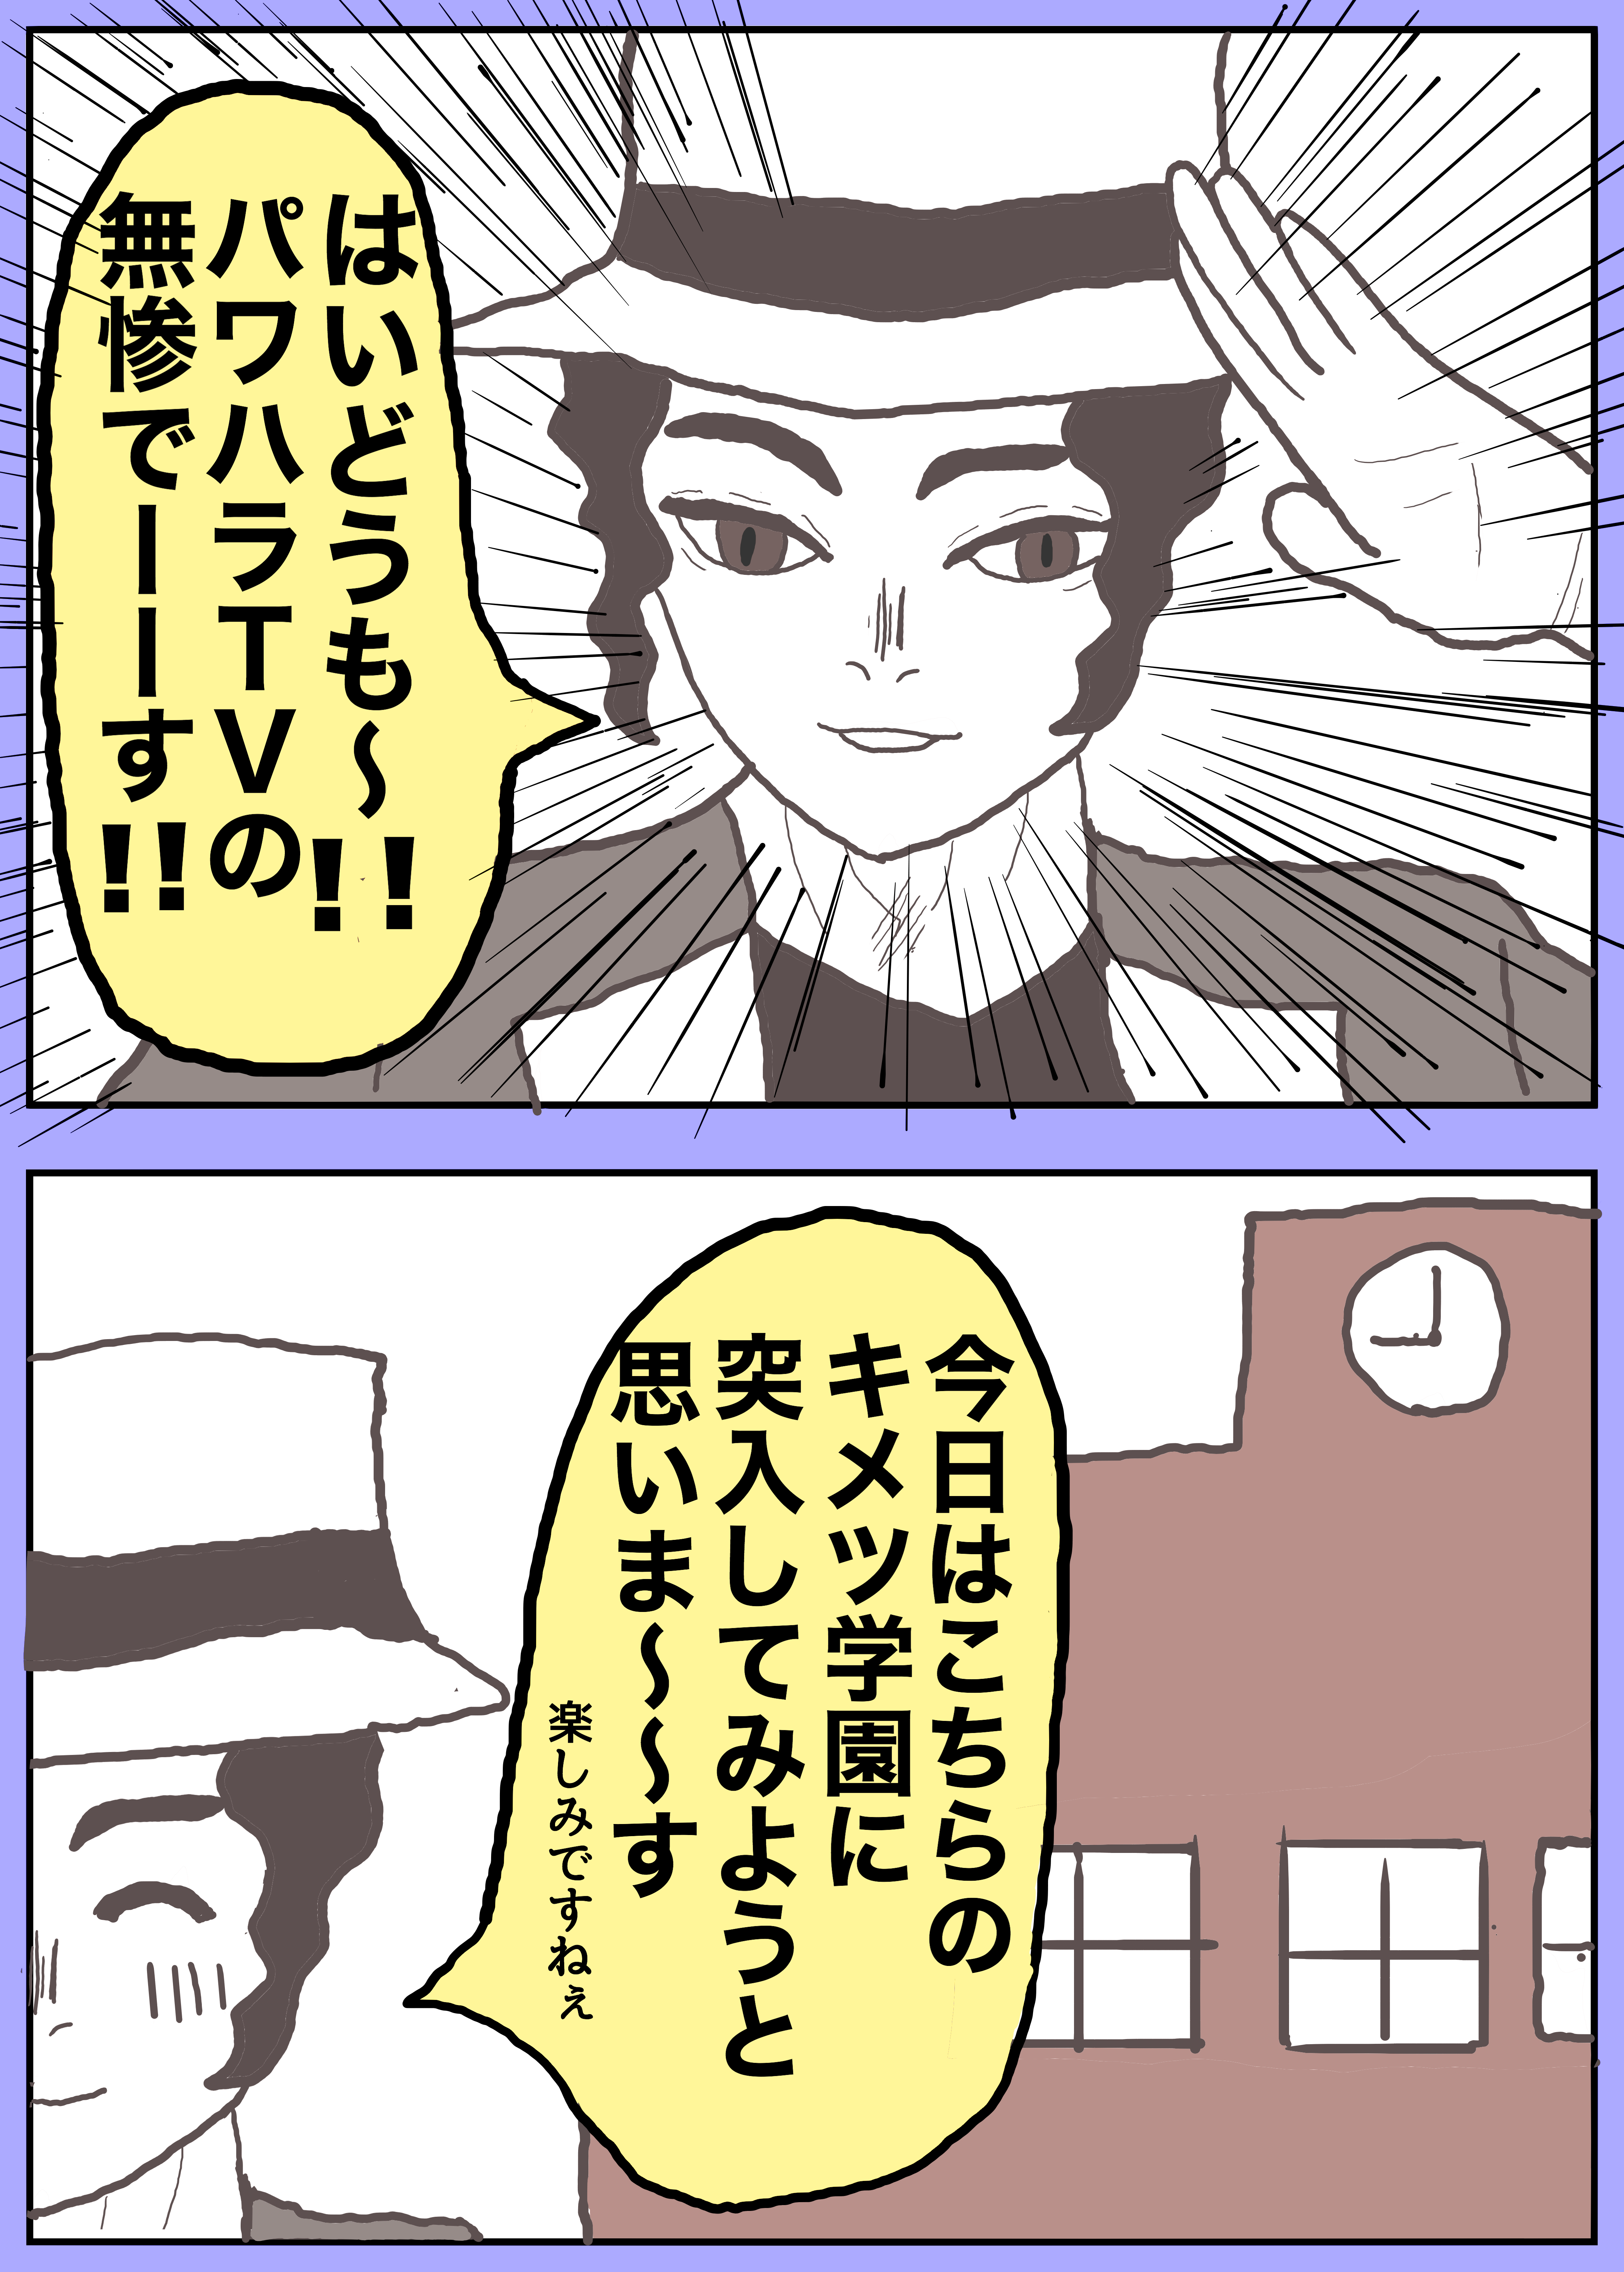 はいどうも〜!!
パワハラTVの
無惨でーーす!!
今日はこちらの
キメツ学園に
突入してみようと
思いま〜〜す
楽しみですねぇ